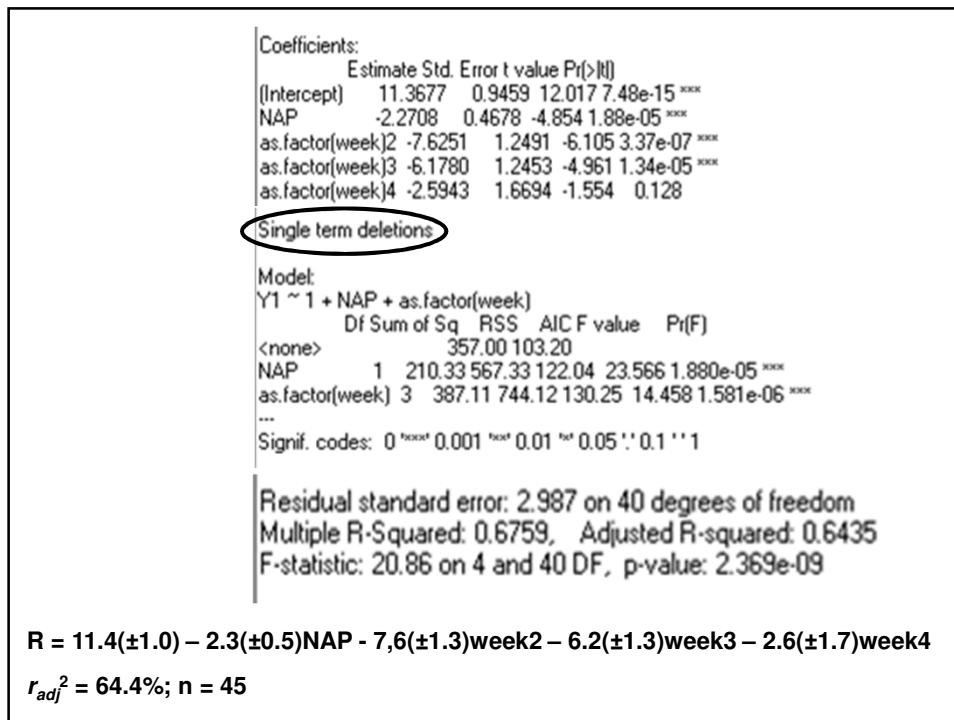 Coefficients:
Estimate Std. Error t value Pr(>|t|)
(Intercept) 11.3677 0.9459 12.017 7.48e-15 ***
NAP -2.2708 0.4678 -4.854 1.88e-05 ***
as.factor(week)2 -7.6251 1.2491 -6.105 3.37e-07 ***
as.factor(week)3 -6.1780 1.2453 -4.961 1.34e-05 ***
as.factor(week)4 -2.5943 1.6694 -1.554 0.128
Single term deletions
Model:
Y1 ~ 1 + NAP + as.factor(week)
Df Sum of Sq RSS AIC F value Pr(F)
<none> 357.00 103.20
NAP 1 210.33 567.33 122.04 23.566 1.880e-05 ***
as.factor(week) 3 387.11 744.12 130.25 14.458 1.581e-06 ***
---
Signif. codes: 0 '***' 0.001 '**' 0.01 '*' 0.05 '.' 0.1 ' ' 1
Residual standard error: 2.987 on 40 degrees of freedom
Multiple R-Squared: 0.6759, Adjusted R-squared: 0.6435
F-statistic: 20.86 on 4 and 40 DF, p-value: 2.369e-09
R = 11.4(±1.0) – 2.3(±0.5)NAP - 7,6(±1.3)week2 – 6.2(±1.3)week3 – 2.6(±1.7)week4
r_adj² = 64.4%; n = 45